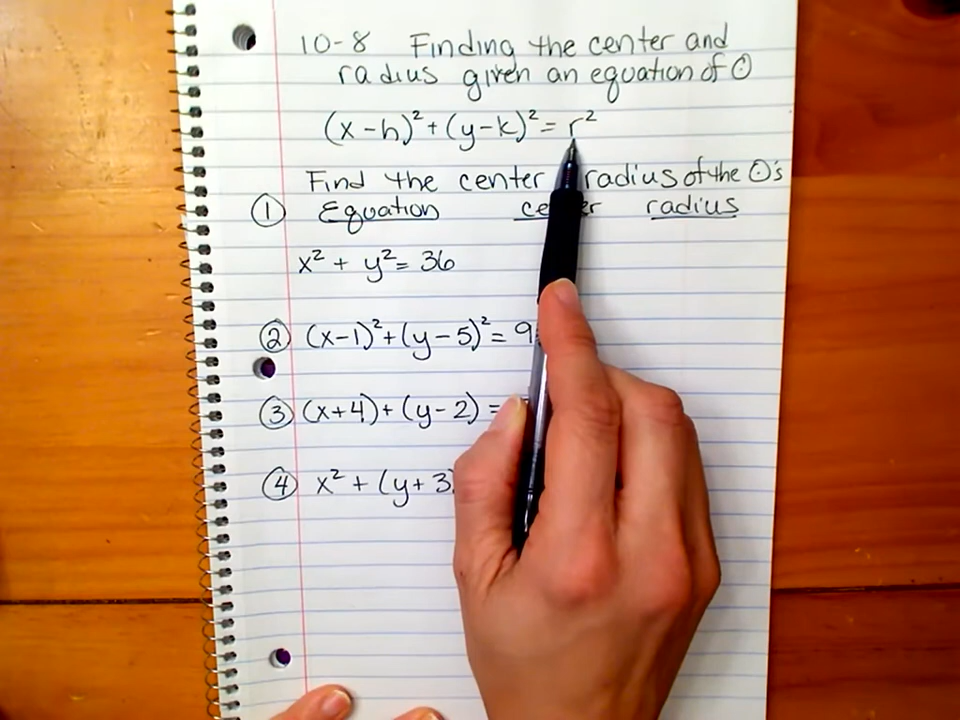 10-8 Finding the center and
radius given an equation of ⊙
(x-h)²+(y-k)²=r²
Find the center radius of the ⊙'s
① Equation radius
x² + y² = 36
② (x-1)²+(y-5)²= 9
③ (x+4)+(y-2) =
④ x² + (y+3)